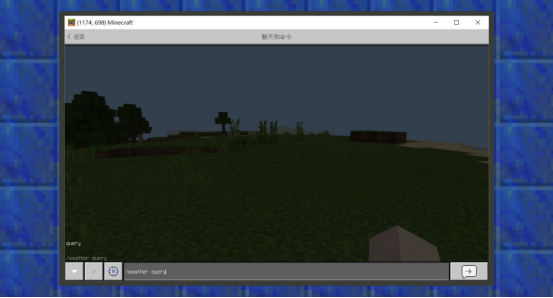 (1174, 698) Minecraft
< 返回
聊天和命令
query
/weather query
/
/weather query